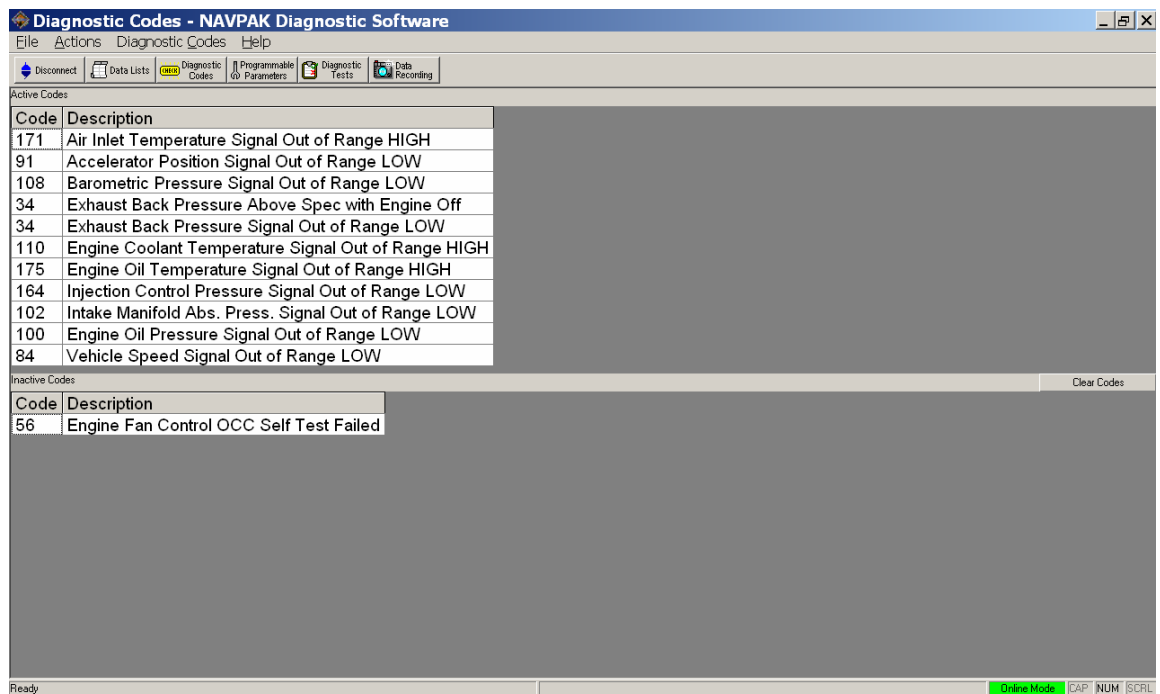 Diagnostic Codes - NAVPAK Diagnostic Software
File Actions Diagnostic Codes Help
Disconnect Data Lists CHECK Diagnostic Codes Programmable Parameters Diagnostic Tests Data Recording
Active Codes
Code Description
171 Air Inlet Temperature Signal Out of Range HIGH
91 Accelerator Position Signal Out of Range LOW
108 Barometric Pressure Signal Out of Range LOW
34 Exhaust Back Pressure Above Spec with Engine Off
34 Exhaust Back Pressure Signal Out of Range LOW
110 Engine Coolant Temperature Signal Out of Range HIGH
175 Engine Oil Temperature Signal Out of Range HIGH
164 Injection Control Pressure Signal Out of Range LOW
102 Intake Manifold Abs. Press. Signal Out of Range LOW
100 Engine Oil Pressure Signal Out of Range LOW
84 Vehicle Speed Signal Out of Range LOW
Inactive Codes Clear Codes
Code Description
56 Engine Fan Control OCC Self Test Failed
Ready Online Mode CAP NUM SCRL